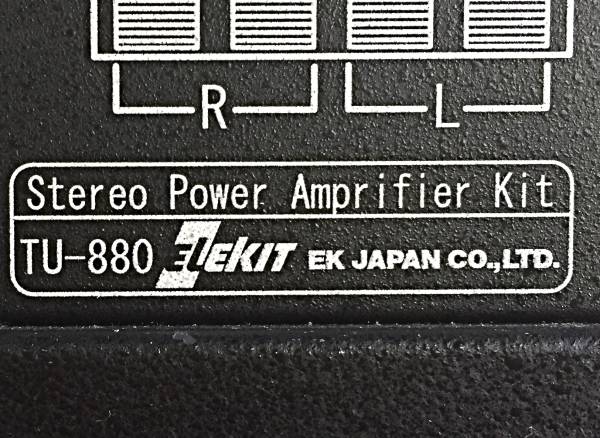 R L
Stereo Power Amprifier Kit
TU-880 ELEKIT EK JAPAN CO.,LTD.